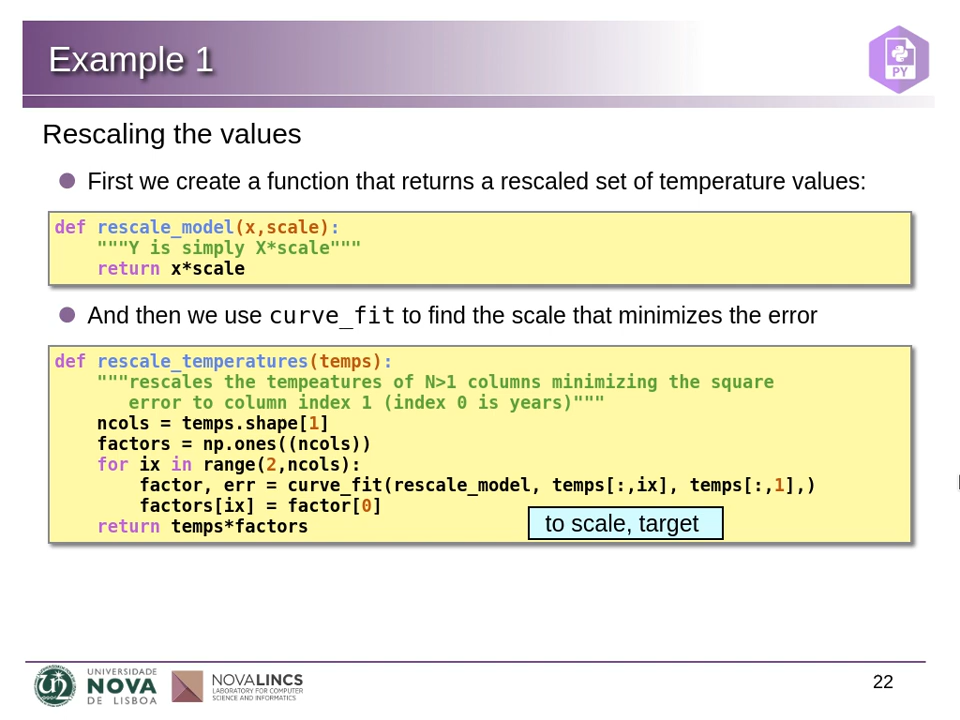 Example 1
PY
Rescaling the values
First we create a function that returns a rescaled set of temperature values:
def rescale_model(x,scale):
    """Y is simply X*scale"""
    return x*scale
And then we use curve_fit to find the scale that minimizes the error
def rescale_temperatures(temps):
    """rescales the tempeatures of N>1 columns minimizing the square
       error to column index 1 (index 0 is years)"""
    ncols = temps.shape[1]
    factors = np.ones((ncols))
    for ix in range(2,ncols):
        factor, err = curve_fit(rescale_model, temps[:,ix], temps[:,1],)
        factors[ix] = factor[0]
    return temps*factors
to scale, target
UNIVERSIDADE
NOVA
DE LISBOA
NOVALINCS
LABORATORY FOR COMPUTER
SCIENCE AND INFORMATICS
22